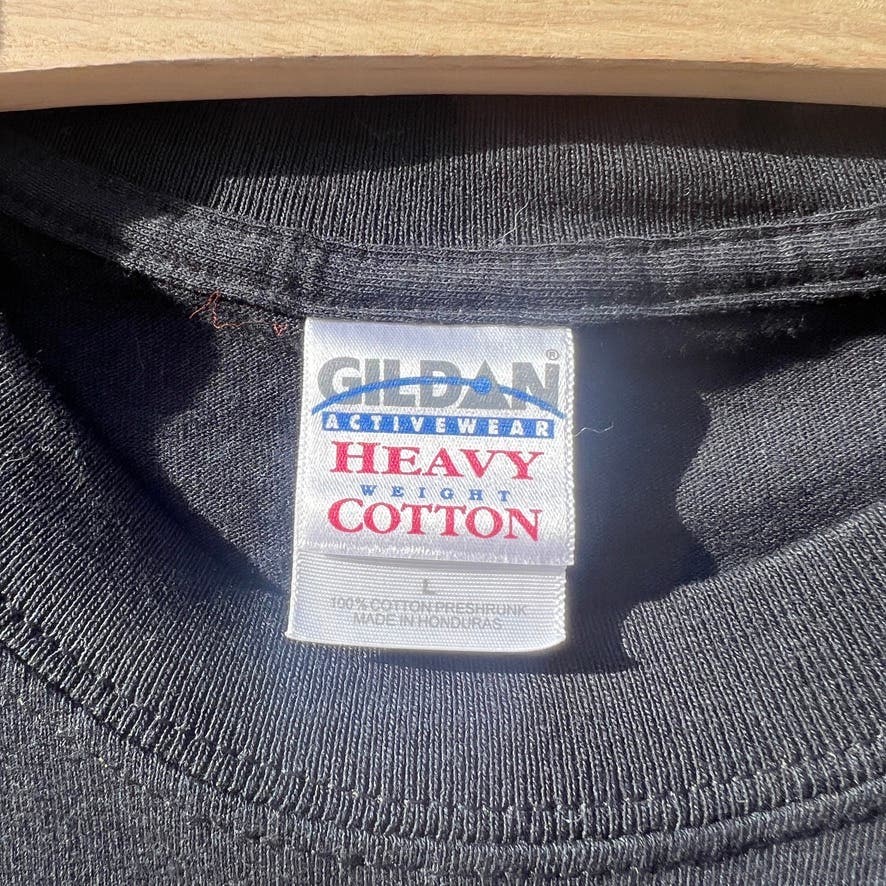 GILDAN®
ACTIVEWEAR
HEAVY
WEIGHT
COTTON
L
100% COTTON PRESHRUNK
MADE IN HONDURAS